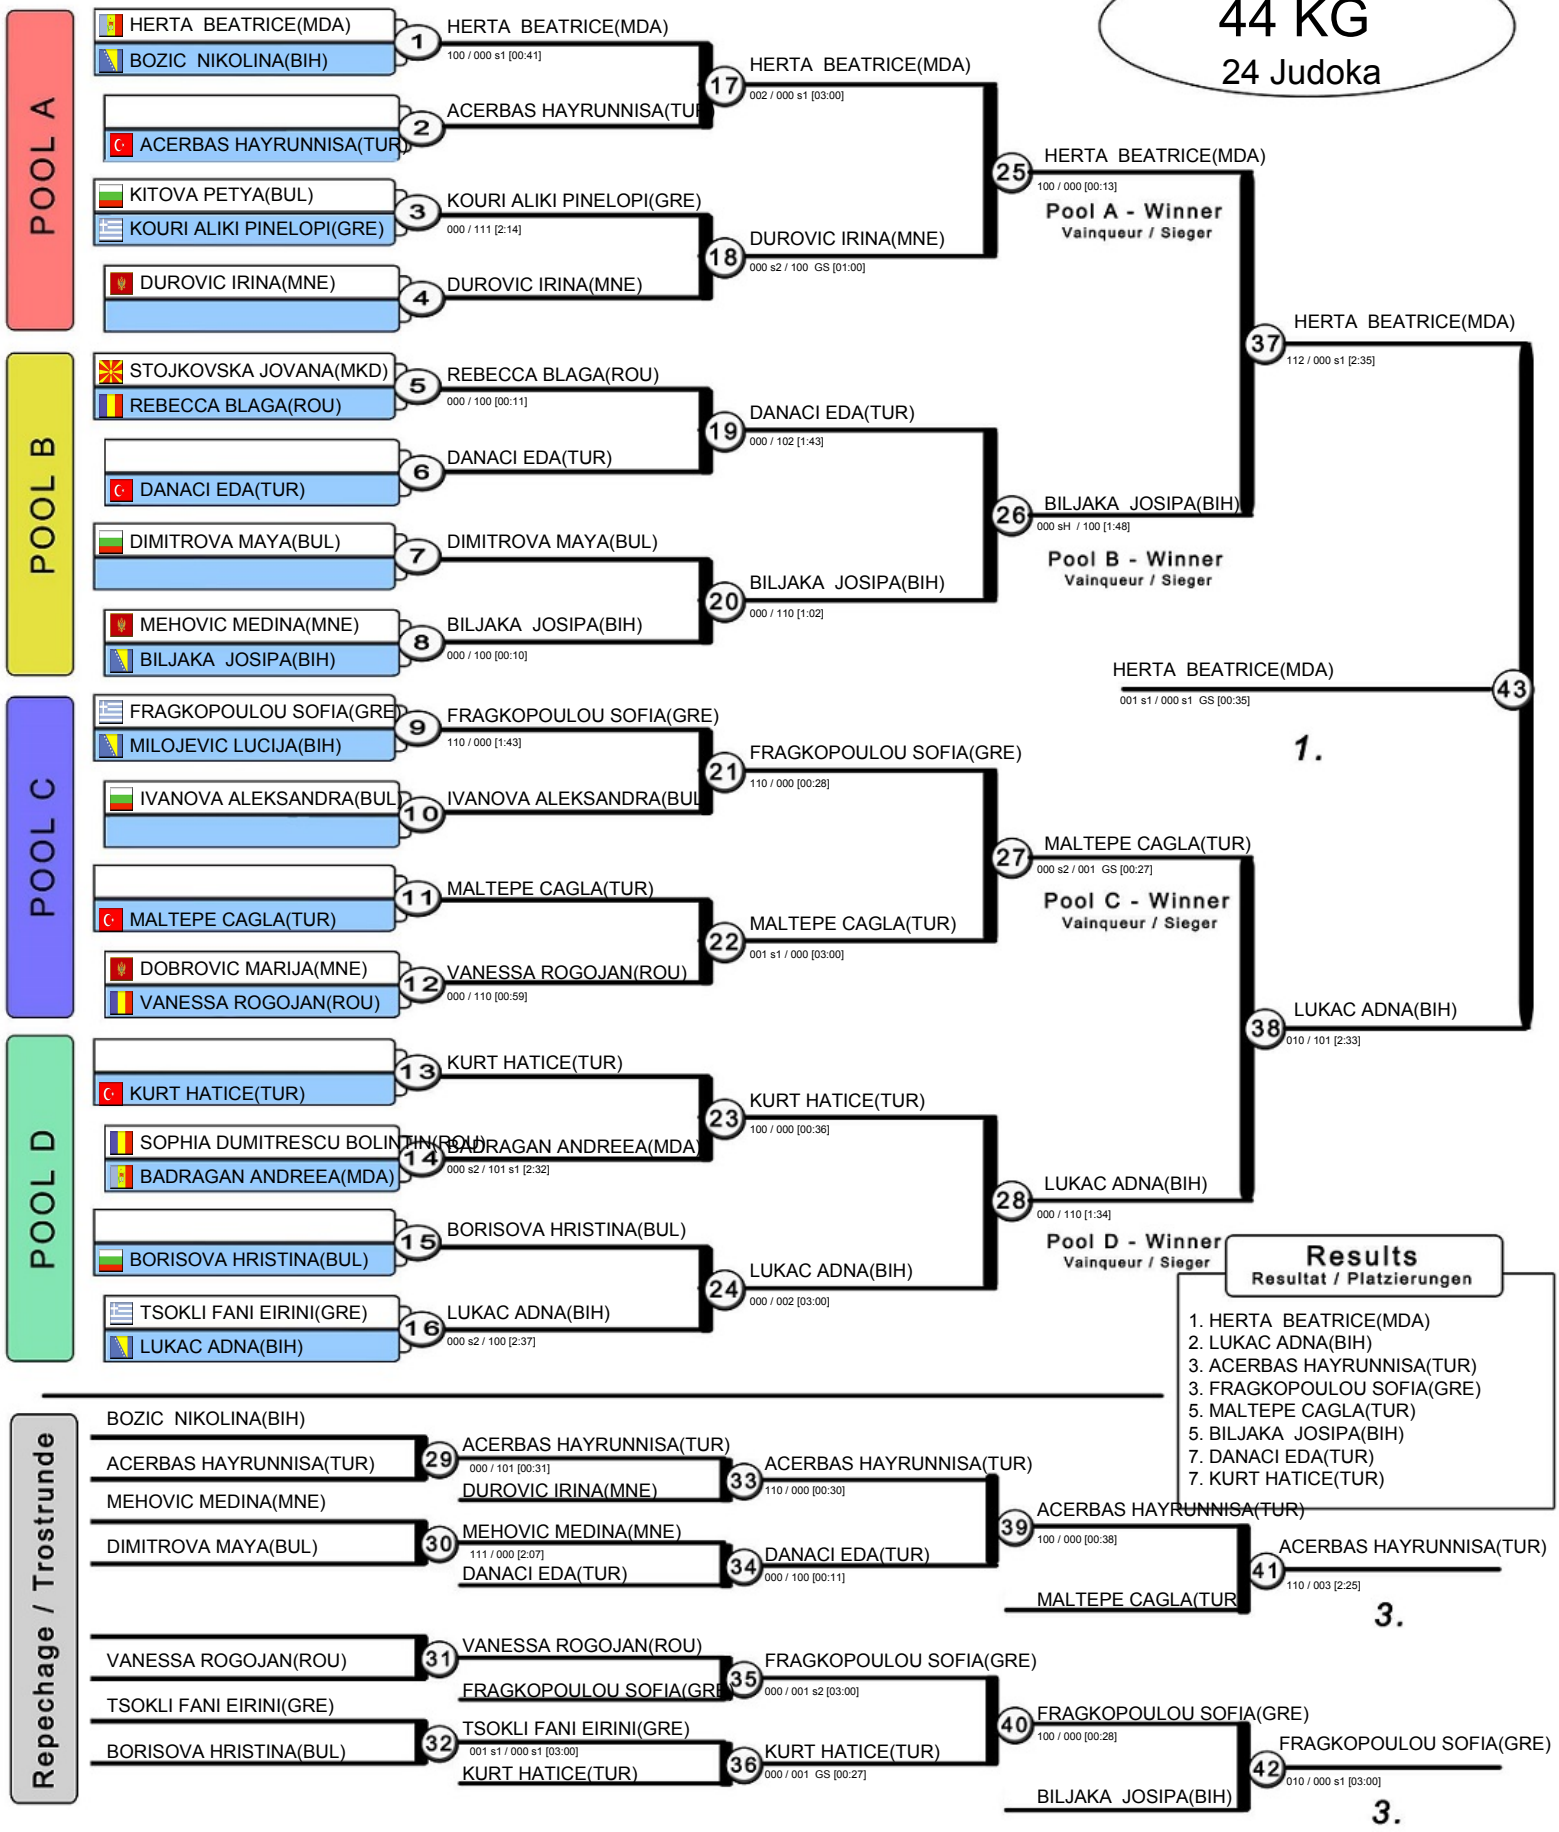 44 KG
24 Judoka
POOL A
HERTA  BEATRICE(MDA)
BOZIC  NIKOLINA(BIH)
1
HERTA  BEATRICE(MDA)
100 / 000 s1 [00:41]
ACERBAS HAYRUNNISA(TUR)
2
ACERBAS HAYRUNNISA(TUR
KITOVA PETYA(BUL)
KOURI ALIKI PINELOPI(GRE)
3
KOURI ALIKI PINELOPI(GRE)
000 / 111 [2:14]
DUROVIC IRINA(MNE)
4
DUROVIC IRINA(MNE)
17
HERTA  BEATRICE(MDA)
002 / 000 s1 [03:00]
18
DUROVIC IRINA(MNE)
000 s2 / 100  GS [01:00]
25
HERTA  BEATRICE(MDA)
100 / 000 [00:13]
Pool A - Winner
Vainqueur / Sieger
POOL B
STOJKOVSKA JOVANA(MKD)
REBECCA BLAGA(ROU)
5
REBECCA BLAGA(ROU)
000 / 100 [00:11]
DANACI EDA(TUR)
6
DANACI EDA(TUR)
DIMITROVA MAYA(BUL)
7
DIMITROVA MAYA(BUL)
MEHOVIC MEDINA(MNE)
BILJAKA  JOSIPA(BIH)
8
BILJAKA  JOSIPA(BIH)
000 / 100 [00:10]
19
DANACI EDA(TUR)
000 / 102 [1:43]
20
BILJAKA  JOSIPA(BIH)
000 / 110 [1:02]
26
BILJAKA  JOSIPA(BIH)
000 sH  / 100 [1:48]
Pool B - Winner
Vainqueur / Sieger
37
HERTA  BEATRICE(MDA)
112 / 000 s1 [2:35]
HERTA  BEATRICE(MDA)
43
001 s1 / 000 s1  GS [00:35]
1.
POOL C
FRAGKOPOULOU SOFIA(GRE)
MILOJEVIC LUCIJA(BIH)
9
FRAGKOPOULOU SOFIA(GRE)
110 / 000 [1:43]
IVANOVA ALEKSANDRA(BUL)
10
IVANOVA ALEKSANDRA(BUL
MALTEPE CAGLA(TUR)
11
MALTEPE CAGLA(TUR)
DOBROVIC MARIJA(MNE)
VANESSA ROGOJAN(ROU)
12
VANESSA ROGOJAN(ROU)
000 / 110 [00:59]
21
FRAGKOPOULOU SOFIA(GRE)
110 / 000 [00:28]
22
MALTEPE CAGLA(TUR)
001 s1 / 000 [03:00]
27
MALTEPE CAGLA(TUR)
000 s2 / 001  GS [00:27]
Pool C - Winner
Vainqueur / Sieger
POOL D
KURT HATICE(TUR)
13
KURT HATICE(TUR)
SOPHIA DUMITRESCU BOLINTIN(ROU)
BADRAGAN ANDREEA(MDA)
14
BADRAGAN ANDREEA(MDA)
000 s2 / 101 s1 [2:32]
BORISOVA HRISTINA(BUL)
15
BORISOVA HRISTINA(BUL)
TSOKLI FANI EIRINI(GRE)
LUKAC ADNA(BIH)
16
LUKAC ADNA(BIH)
000 s2 / 100 [2:37]
23
KURT HATICE(TUR)
100 / 000 [00:36]
24
LUKAC ADNA(BIH)
000 / 002 [03:00]
28
LUKAC ADNA(BIH)
000 / 110 [1:34]
Pool D - Winner
Vainqueur / Sieger
38
LUKAC ADNA(BIH)
010 / 101 [2:33]
Results
Resultat / Platzierungen
1. HERTA  BEATRICE(MDA)
2. LUKAC ADNA(BIH)
3. ACERBAS HAYRUNNISA(TUR)
3. FRAGKOPOULOU SOFIA(GRE)
5. MALTEPE CAGLA(TUR)
5. BILJAKA  JOSIPA(BIH)
7. DANACI EDA(TUR)
7. KURT HATICE(TUR)
Repechage / Trostrunde
BOZIC  NIKOLINA(BIH)
ACERBAS HAYRUNNISA(TUR)
29
ACERBAS HAYRUNNISA(TUR)
000 / 101 [00:31]
DUROVIC IRINA(MNE)
MEHOVIC MEDINA(MNE)
DIMITROVA MAYA(BUL)
30
MEHOVIC MEDINA(MNE)
111 / 000 [2:07]
DANACI EDA(TUR)
33
ACERBAS HAYRUNNISA(TUR)
110 / 000 [00:30]
34
DANACI EDA(TUR)
000 / 100 [00:11]
39
ACERBAS HAYRUNNISA(TUR)
100 / 000 [00:38]
MALTEPE CAGLA(TUR
41
ACERBAS HAYRUNNISA(TUR)
110 / 003 [2:25]
3.
VANESSA ROGOJAN(ROU)
31
VANESSA ROGOJAN(ROU)
FRAGKOPOULOU SOFIA(GRE
TSOKLI FANI EIRINI(GRE)
BORISOVA HRISTINA(BUL)
32
TSOKLI FANI EIRINI(GRE)
001 s1 / 000 s1 [03:00]
KURT HATICE(TUR)
35
FRAGKOPOULOU SOFIA(GRE)
000 / 001 s2 [03:00]
36
KURT HATICE(TUR)
000 / 001  GS [00:27]
40
FRAGKOPOULOU SOFIA(GRE)
100 / 000 [00:28]
BILJAKA  JOSIPA(BIH)
42
FRAGKOPOULOU SOFIA(GRE)
010 / 000 s1 [03:00]
3.